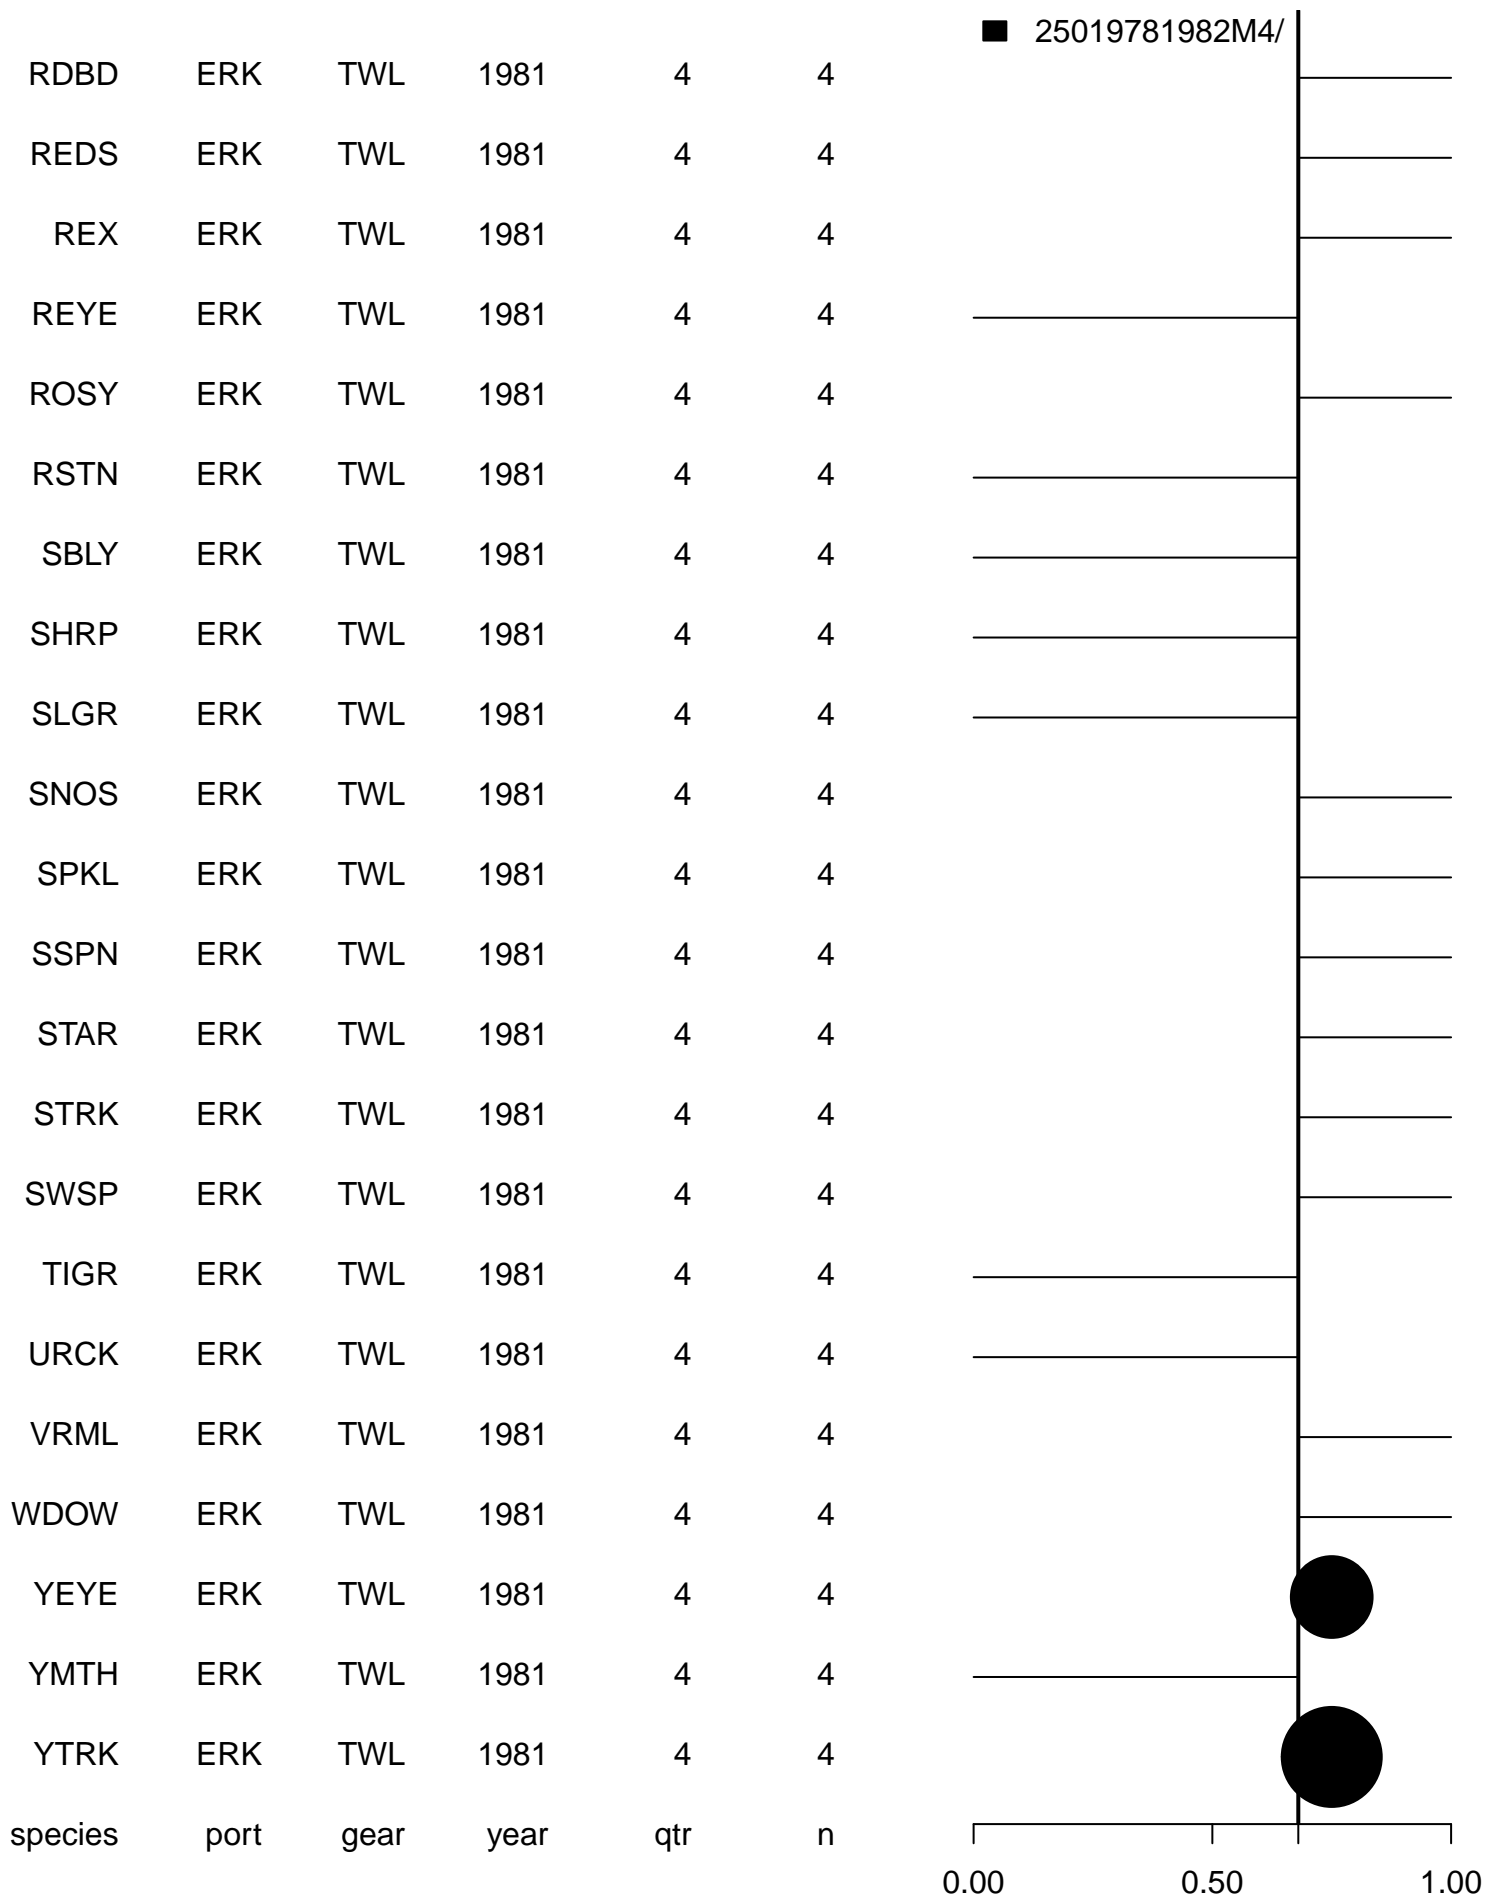 25019781982M4/
RDBD ERK TWL 1981 4 4
REDS ERK TWL 1981 4 4
REX ERK TWL 1981 4 4
REYE ERK TWL 1981 4 4
ROSY ERK TWL 1981 4 4
RSTN ERK TWL 1981 4 4
SBLY ERK TWL 1981 4 4
SHRP ERK TWL 1981 4 4
SLGR ERK TWL 1981 4 4
SNOS ERK TWL 1981 4 4
SPKL ERK TWL 1981 4 4
SSPN ERK TWL 1981 4 4
STAR ERK TWL 1981 4 4
STRK ERK TWL 1981 4 4
SWSP ERK TWL 1981 4 4
TIGR ERK TWL 1981 4 4
URCK ERK TWL 1981 4 4
VRML ERK TWL 1981 4 4
WDOW ERK TWL 1981 4 4
YEYE ERK TWL 1981 4 4
YMTH ERK TWL 1981 4 4
YTRK ERK TWL 1981 4 4
species port gear year qtr n
0.00 0.50 1.00